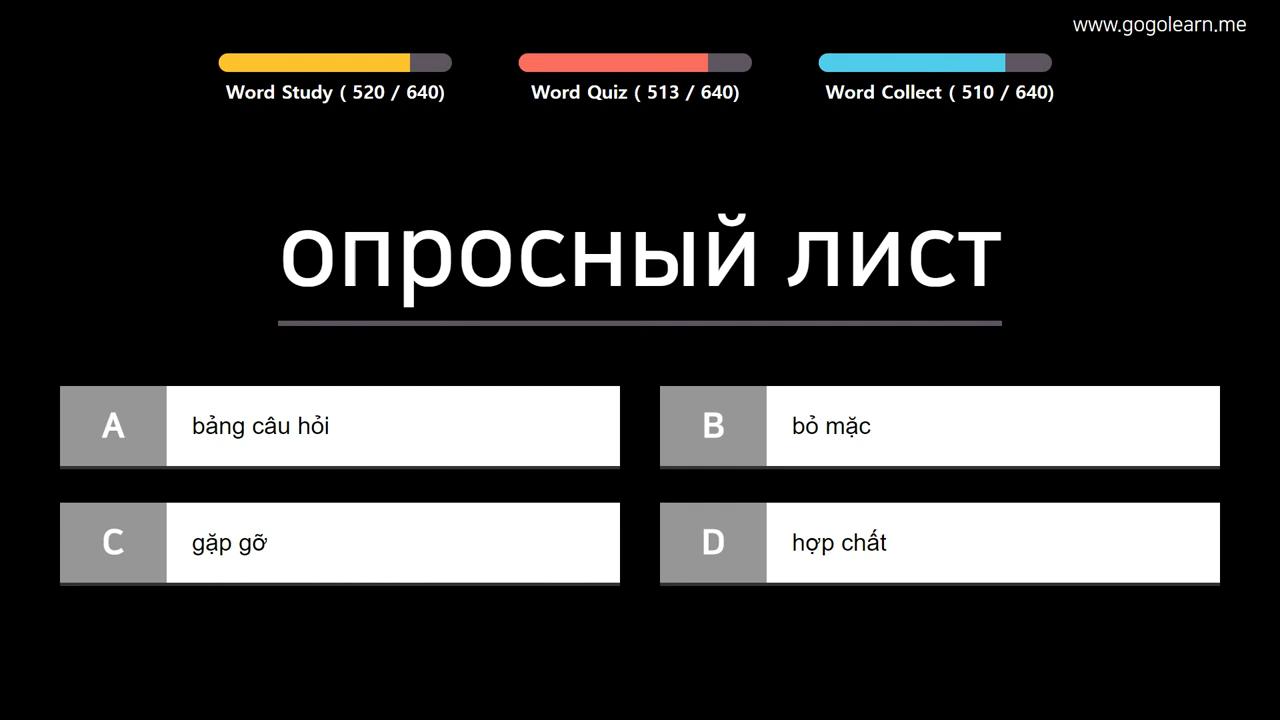 www.gogolearn.me
Word Study ( 520 / 640)
Word Quiz ( 513 / 640)
Word Collect ( 510 / 640)
опросный лист
A
bảng câu hỏi
B
bỏ mặc
C
gặp gỡ
D
hợp chất